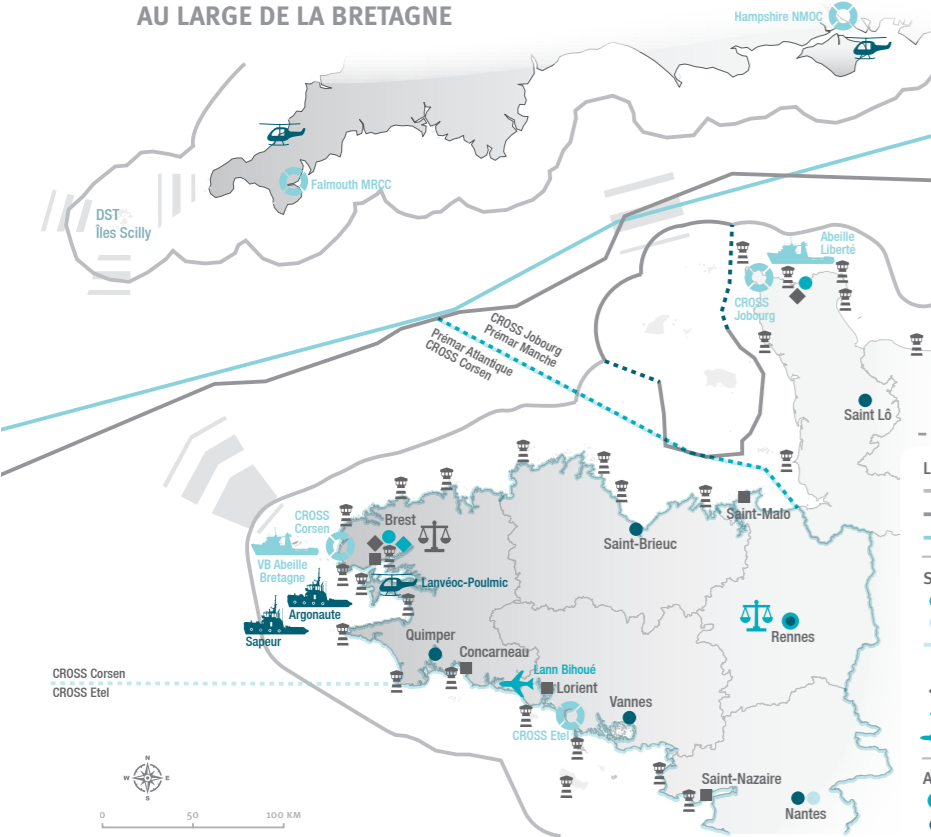 AU LARGE DE LA BRETAGNE
Hampshire NMOC
Falmouth MRCC
DST
Îles Scilly
Abeille
Liberté
CROSS
Jobourg
CROSS Jobourg
Prémar Manche
Prémar Atlantique
CROSS Corsen
Saint Lô
L
CROSS
Corsen
Brest
Saint-Malo
Saint-Brieuc
VB Abeille
Bretagne
Lanvéoc-Poulmic
S
Argonaute
Sapeur
Rennes
Quimper
Concarneau
CROSS Corsen
CROSS Etel
Lann Bihoué
Lorient
Vannes
CROSS Etel
N
W E
S
Saint-Nazaire
A
Nantes
0 50 100 KM